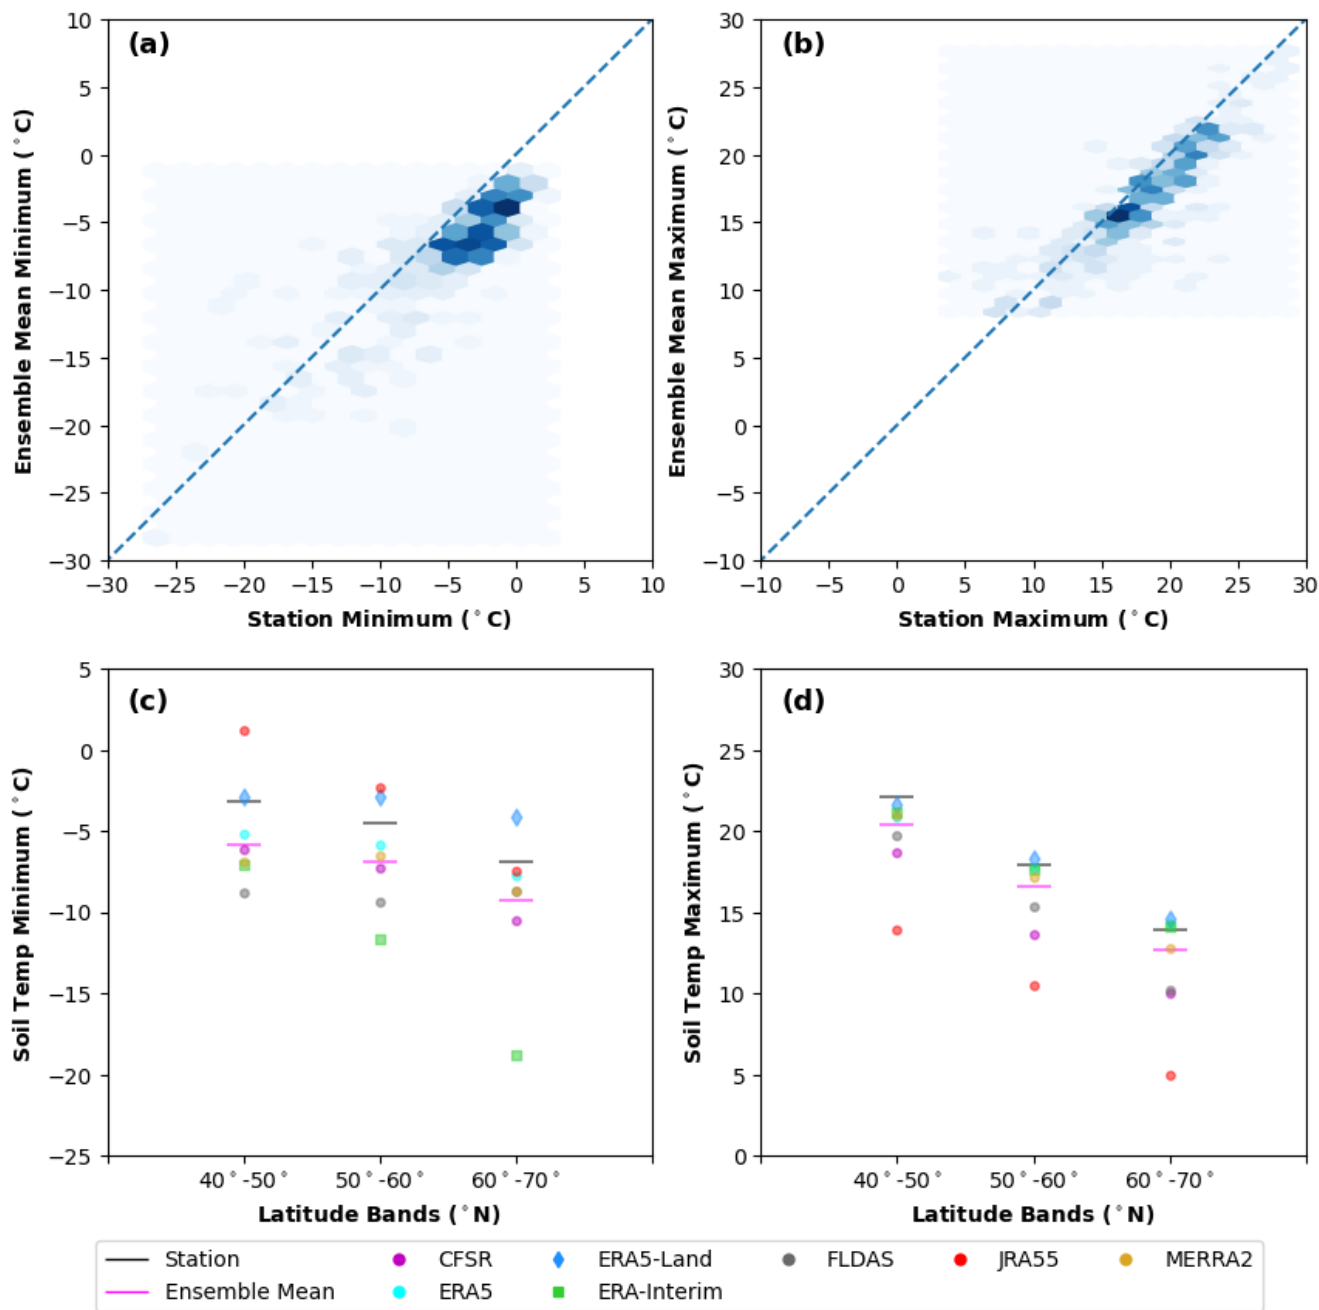 (a)
10
5
0
−5
−10
−15
−20
−25
−30
−30 −25 −20 −15 −10 −5 0 5 10
Ensemble Mean Minimum (°C)
Station Minimum (°C)
(b)
30
25
20
15
10
5
0
−5
−10
−10 −5 0 5 10 15 20 25 30
Ensemble Mean Maximum (°C)
Station Maximum (°C)
(c)
5
0
−5
−10
−15
−20
−25
40°-50° 50°-60° 60°-70°
Soil Temp Minimum (°C)
Latitude Bands (°N)
(d)
30
25
20
15
10
5
0
40°-50° 50°-60° 60°-70°
Soil Temp Maximum (°C)
Latitude Bands (°N)
Station CFSR ERA5-Land FLDAS JRA55 MERRA2
Ensemble Mean ERA5 ERA-Interim